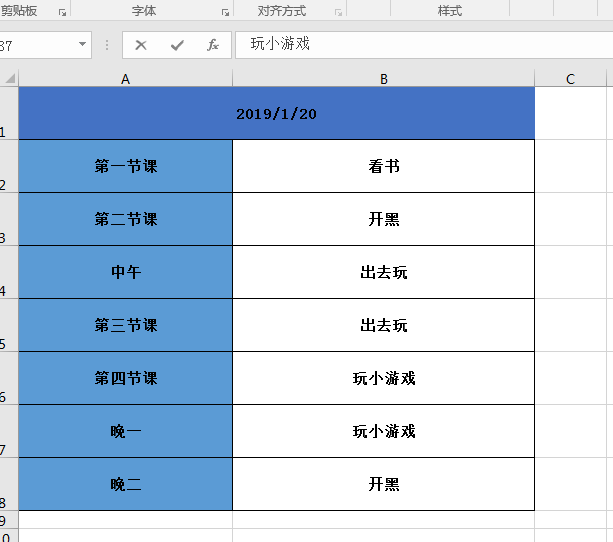 剪贴板 字体 对齐方式 样式
B7 玩小游戏
A B C
1 2019/1/20
2 第一节课 看书
3 第二节课 开黑
4 中午 出去玩
5 第三节课 出去玩
6 第四节课 玩小游戏
7 晚一 玩小游戏
8 晚二 开黑
9